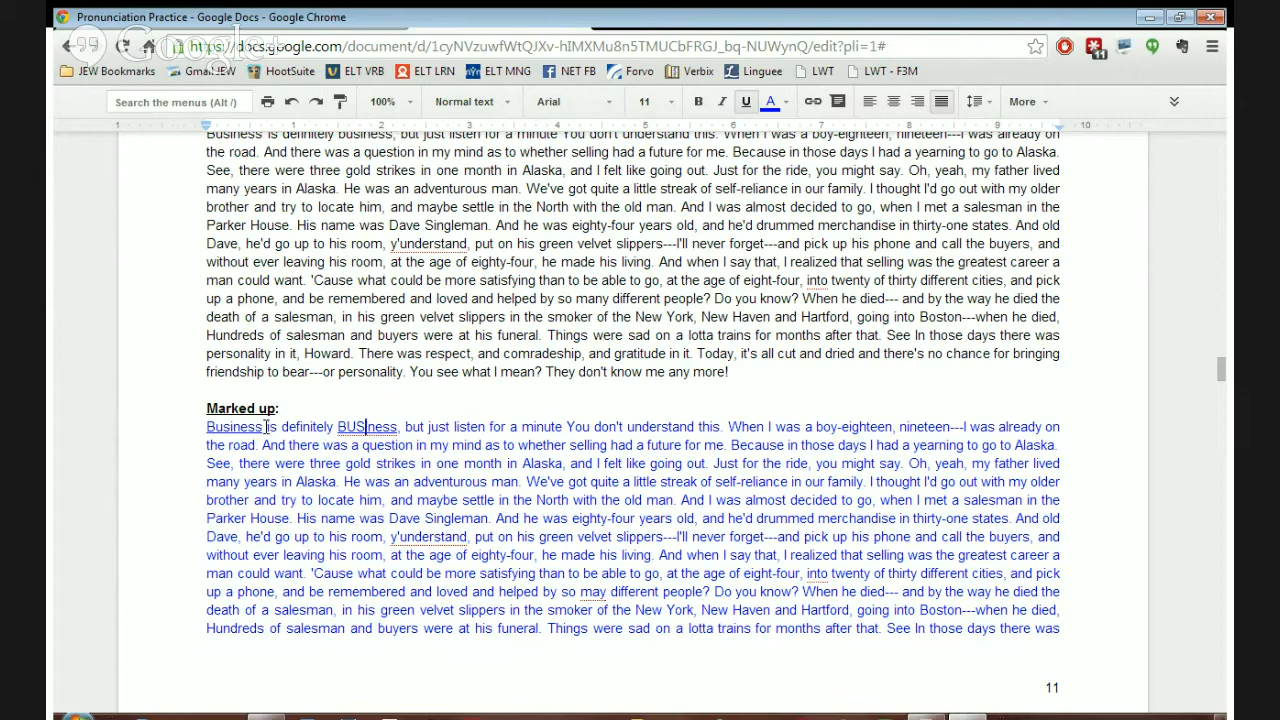 Pronunciation Practice - Google Docs - Google Chrome
Google+
https://docs.google.com/document/d/1cyNVzuwfWtQJXv-hIMXMu8n5TMUCbFRGJ_bq-NUWynQ/edit?pli=1#
11
JEW Bookmarks Gmail JEW HootSuite ELT VRB ELT LRN ELT MNG NET FB Forvo Verbix Linguee LWT LWT - F3M
Search the menus (Alt /) 100% Normal text Arial 11 B I U A More
1 1 2 3 4 5 6 7 8 9 10
Business is definitely business, but just listen for a minute You don't understand this. When I was a boy-eighteen, nineteen---I was already on
the road. And there was a question in my mind as to whether selling had a future for me. Because in those days I had a yearning to go to Alaska.
See, there were three gold strikes in one month in Alaska, and I felt like going out. Just for the ride, you might say. Oh, yeah, my father lived
many years in Alaska. He was an adventurous man. We've got quite a little streak of self-reliance in our family. I thought I'd go out with my older
brother and try to locate him, and maybe settle in the North with the old man. And I was almost decided to go, when I met a salesman in the
Parker House. His name was Dave Singleman. And he was eighty-four years old, and he'd drummed merchandise in thirty-one states. And old
Dave, he'd go up to his room, y'understand, put on his green velvet slippers---I'll never forget---and pick up his phone and call the buyers, and
without ever leaving his room, at the age of eighty-four, he made his living. And when I say that, I realized that selling was the greatest career a
man could want. 'Cause what could be more satisfying than to be able to go, at the age of eight-four, into twenty of thirty different cities, and pick
up a phone, and be remembered and loved and helped by so many different people? Do you know? When he died--- and by the way he died the
death of a salesman, in his green velvet slippers in the smoker of the New York, New Haven and Hartford, going into Boston---when he died,
Hundreds of salesman and buyers were at his funeral. Things were sad on a lotta trains for months after that. See In those days there was
personality in it, Howard. There was respect, and comradeship, and gratitude in it. Today, it's all cut and dried and there's no chance for bringing
friendship to bear---or personality. You see what I mean? They don't know me any more!
Marked up:
Business is definitely BUSIness, but just listen for a minute You don't understand this. When I was a boy-eighteen, nineteen---I was already on
the road. And there was a question in my mind as to whether selling had a future for me. Because in those days I had a yearning to go to Alaska.
See, there were three gold strikes in one month in Alaska, and I felt like going out. Just for the ride, you might say. Oh, yeah, my father lived
many years in Alaska. He was an adventurous man. We've got quite a little streak of self-reliance in our family. I thought I'd go out with my older
brother and try to locate him, and maybe settle in the North with the old man. And I was almost decided to go, when I met a salesman in the
Parker House. His name was Dave Singleman. And he was eighty-four years old, and he'd drummed merchandise in thirty-one states. And old
Dave, he'd go up to his room, y'understand, put on his green velvet slippers---I'll never forget---and pick up his phone and call the buyers, and
without ever leaving his room, at the age of eighty-four, he made his living. And when I say that, I realized that selling was the greatest career a
man could want. 'Cause what could be more satisfying than to be able to go, at the age of eight-four, into twenty of thirty different cities, and pick
up a phone, and be remembered and loved and helped by so may different people? Do you know? When he died--- and by the way he died the
death of a salesman, in his green velvet slippers in the smoker of the New York, New Haven and Hartford, going into Boston---when he died,
Hundreds of salesman and buyers were at his funeral. Things were sad on a lotta trains for months after that. See In those days there was
11